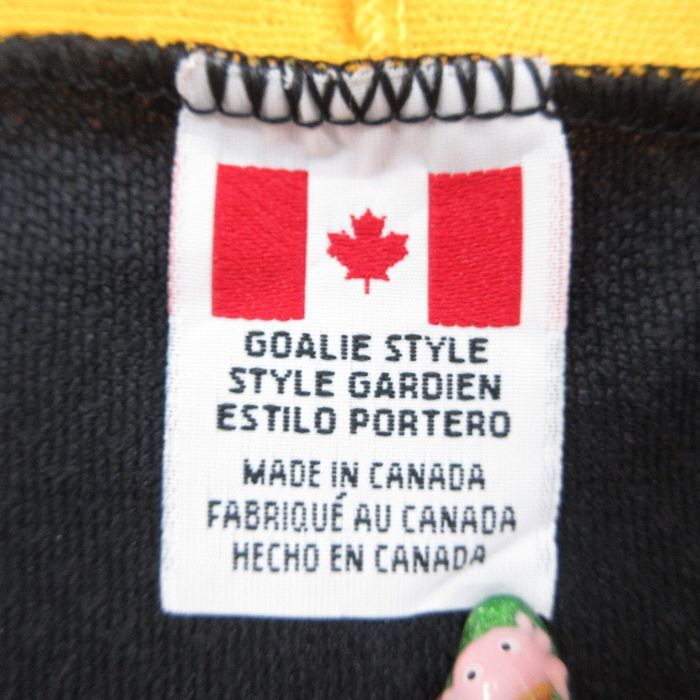 GOALIE STYLE
STYLE GARDIEN
ESTILO PORTERO
MADE IN CANADA
FABRIQUÉ AU CANADA
HECHO EN CANADA